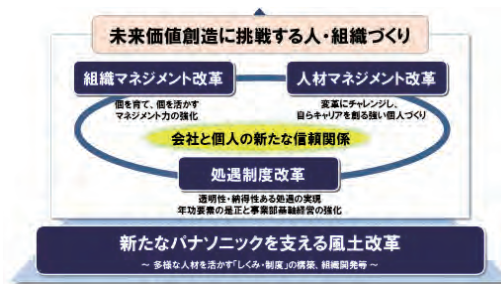 未来価値創造に挑戦する人・組織づくり
組織マネジメント改革
人材マネジメント改革
個を育て、個を活かす
マネジメント力の強化
変革にチャレンジし、
自らキャリアを創る強い個人づくり
会社と個人の新たな信頼関係
処遇制度改革
透明性・納得性ある処遇の実現
年功要素の是正と事業部基軸経営の強化
新たなパナソニックを支える風土改革
～ 多様な人材を活かす「しくみ・制度」の構築、組織開発等 ～